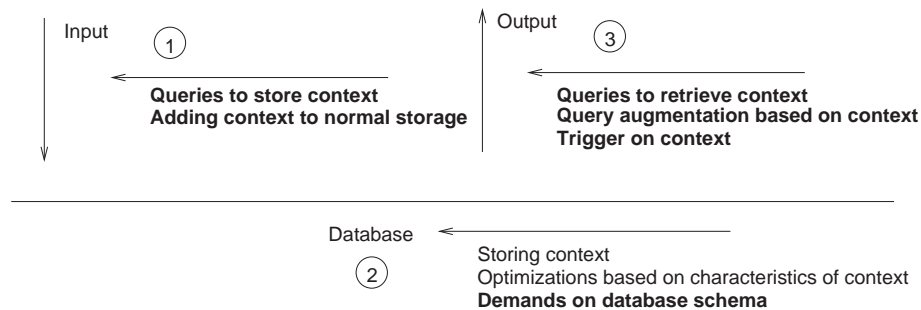 Input
1
Queries to store context
Adding context to normal storage
Output
3
Queries to retrieve context
Query augmentation based on context
Trigger on context
Database
2
Storing context
Optimizations based on characteristics of context
Demands on database schema